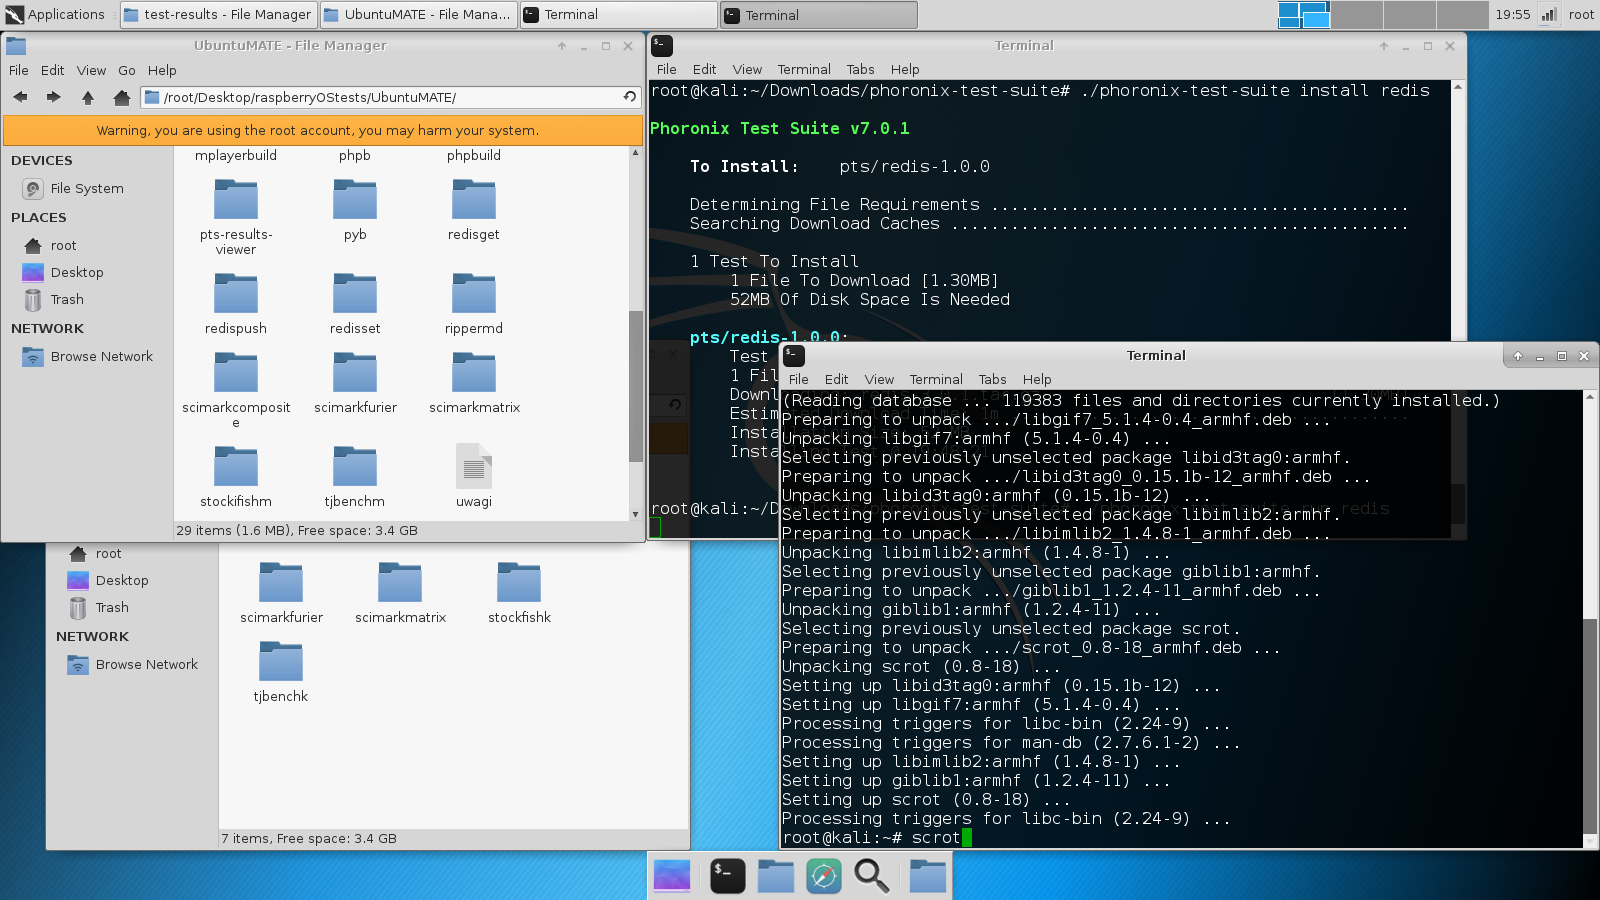 Applications
test-results - File Manager
UbuntuMATE - File Mana...
Terminal
Terminal
19:55
root
UbuntuMATE - File Manager
File Edit View Go Help
/root/Desktop/raspberryOStests/UbuntuMATE/
Warning, you are using the root account, you may harm your system.
DEVICES
File System
PLACES
root
Desktop
Trash
NETWORK
Browse Network
mplayerbuild phpb phpbuild
pts-results-
viewer
pyb redisget
redispush redisset rippermd
scimarkcomposit
e
scimarkfurier scimarkmatrix
stockfishm tjbenchm uwagi
29 items (1.6 MB), Free space: 3.4 GB
root
Desktop
Trash
NETWORK
Browse Network
scimarkfurier scimarkmatrix stockfishk
tjbenchk
7 items, Free space: 3.4 GB
Terminal
File Edit View Terminal Tabs Help
root@kali:~/Downloads/phoronix-test-suite# ./phoronix-test-suite install redis
Phoronix Test Suite v7.0.1
To Install: pts/redis-1.0.0
Determining File Requirements ..........................................
Searching Download Caches ..............................................
1 Test To Install
1 File To Download [1.30MB]
52MB Of Disk Space Is Needed
pts/redis-1.0.0:
Test
1 Fil
Downl
Estim
Insta
Insta
root@kali:~/D
Terminal
File Edit View Terminal Tabs Help
(Reading database ... 119383 files and directories currently installed.)
Preparing to unpack .../libgif7_5.1.4-0.4_armhf.deb ...
Unpacking libgif7:armhf (5.1.4-0.4) ...
Selecting previously unselected package libid3tag0:armhf.
Preparing to unpack .../libid3tag0_0.15.1b-12_armhf.deb ...
Unpacking libid3tag0:armhf (0.15.1b-12) ...
Selecting previously unselected package libimlib2:armhf.
Preparing to unpack .../libimlib2_1.4.8-1_armhf.deb ...
Unpacking libimlib2:armhf (1.4.8-1) ...
Selecting previously unselected package giblib1:armhf.
Preparing to unpack .../giblib1_1.2.4-11_armhf.deb ...
Unpacking giblib1:armhf (1.2.4-11) ...
Selecting previously unselected package scrot.
Preparing to unpack .../scrot_0.8-18_armhf.deb ...
Unpacking scrot (0.8-18) ...
Setting up libid3tag0:armhf (0.15.1b-12) ...
Setting up libgif7:armhf (5.1.4-0.4) ...
Processing triggers for libc-bin (2.24-9) ...
Processing triggers for man-db (2.7.6.1-2) ...
Setting up libimlib2:armhf (1.4.8-1) ...
Setting up giblib1:armhf (1.2.4-11) ...
Setting up scrot (0.8-18) ...
Processing triggers for libc-bin (2.24-9) ...
root@kali:~# scrot